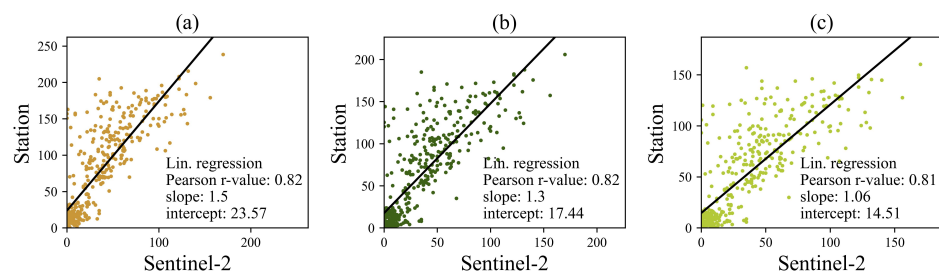 (a)
250
200
150
100
50
0
Station
Lin. regression
Pearson r-value: 0.82
slope: 1.5
intercept: 23.57
0 100 200
Sentinel-2
(b)
250
200
150
100
50
0
Station
Lin. regression
Pearson r-value: 0.82
slope: 1.3
intercept: 17.44
0 100 200
Sentinel-2
(c)
150
100
50
0
Station
Lin. regression
Pearson r-value: 0.81
slope: 1.06
intercept: 14.51
0 50 100 150
Sentinel-2